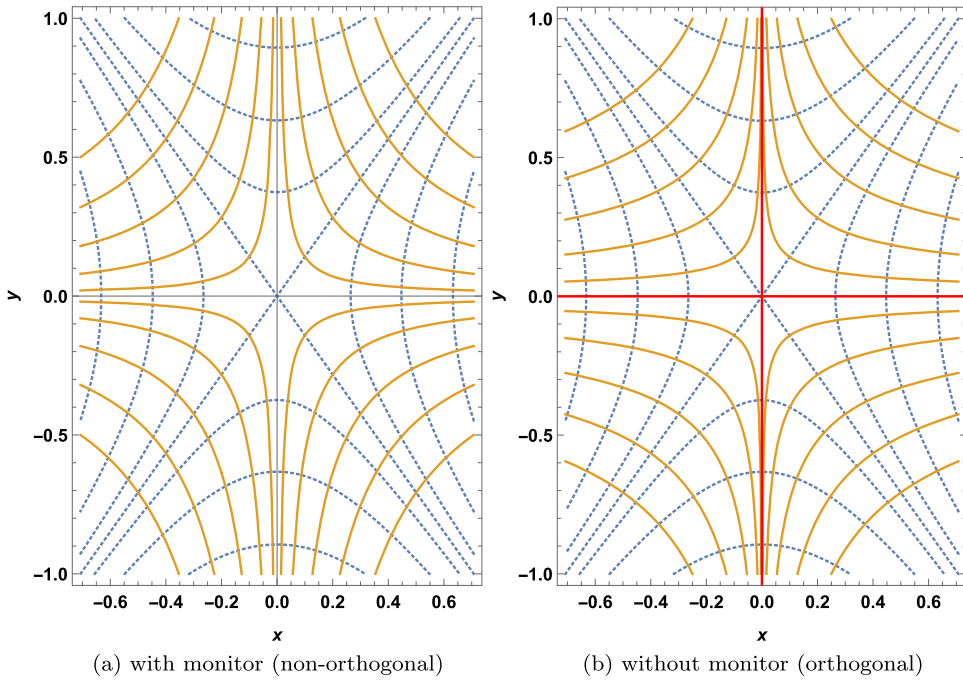 1.0 1.0
0.5 0.5
y 0.0 y 0.0
−0.5 −0.5
−1.0 −1.0
−0.6 −0.4 −0.2 0.0 0.2 0.4 0.6 −0.6 −0.4 −0.2 0.0 0.2 0.4 0.6
x x
(a) with monitor (non-orthogonal) (b) without monitor (orthogonal)